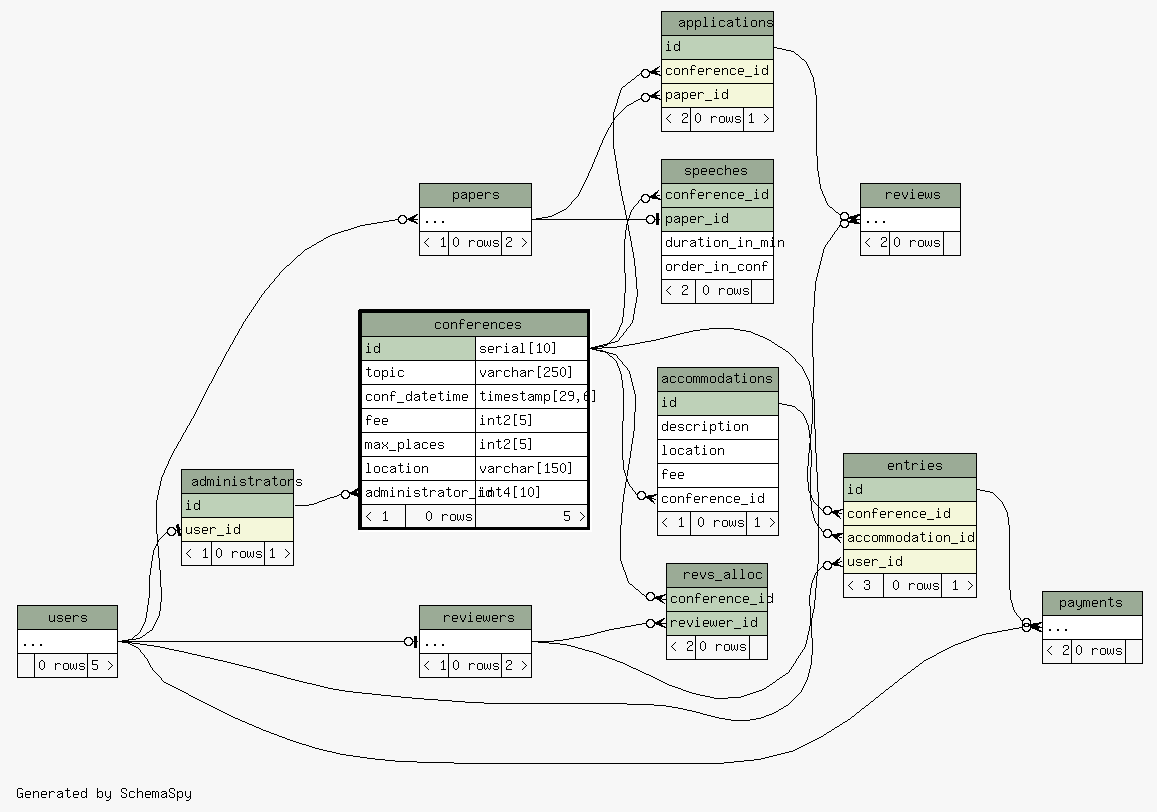 applications
id
conference_id
paper_id
< 2 0 rows 1 >
speeches
conference_id
paper_id
duration_in_min
order_in_conf
< 2 0 rows
papers
...
< 1 0 rows 2 >
reviews
...
< 2 0 rows
conferences
id serial[10]
topic varchar[250]
conf_datetime timestamp[29,6]
fee int2[5]
max_places int2[5]
location varchar[150]
administrator_id int4[10]
< 1 0 rows 5 >
accommodations
id
description
location
fee
conference_id
< 1 0 rows 1 >
administrators
id
user_id
< 1 0 rows 1 >
entries
id
conference_id
accommodation_id
user_id
< 3 0 rows 1 >
revs_alloc
conference_id
reviewer_id
< 2 0 rows
users
...
0 rows 5 >
reviewers
...
< 1 0 rows 2 >
payments
...
< 2 0 rows
Generated by SchemaSpy